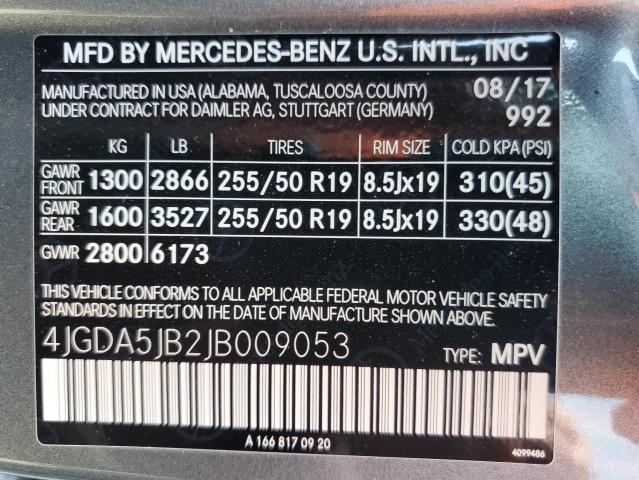 MFD BY MERCEDES-BENZ U.S. INTL., INC
MANUFACTURED IN USA (ALABAMA, TUSCALOOSA COUNTY) 08/17
UNDER CONTRACT FOR DAIMLER AG, STUTTGART (GERMANY) 992
KG LB TIRES RIM SIZE COLD KPA (PSI)
GAWR FRONT 1300 2866 255/50 R19 8.5Jx19 310(45)
GAWR REAR 1600 3527 255/50 R19 8.5Jx19 330(48)
GVWR 2800 6173
THIS VEHICLE CONFORMS TO ALL APPLICABLE FEDERAL MOTOR VEHICLE SAFETY
STANDARDS IN EFFECT ON THE DATE OF MANUFACTURE SHOWN ABOVE.
4JGDA5JB2JB009053 TYPE: MPV
A 166 817 09 20
4099486